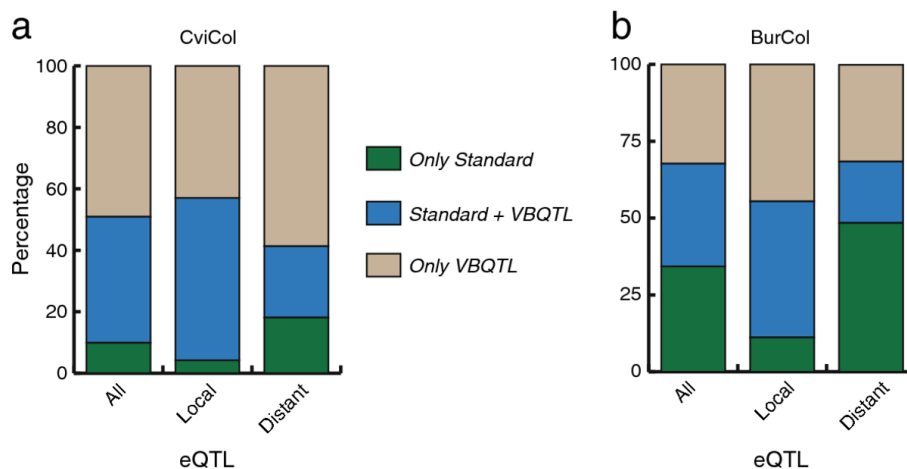 a
CviCol
Percentage
100
80
60
40
20
0
All
Local
Distant
eQTL
Only Standard
Standard + VBQTL
Only VBQTL
b
BurCol
100
75
50
25
0
All
Local
Distant
eQTL